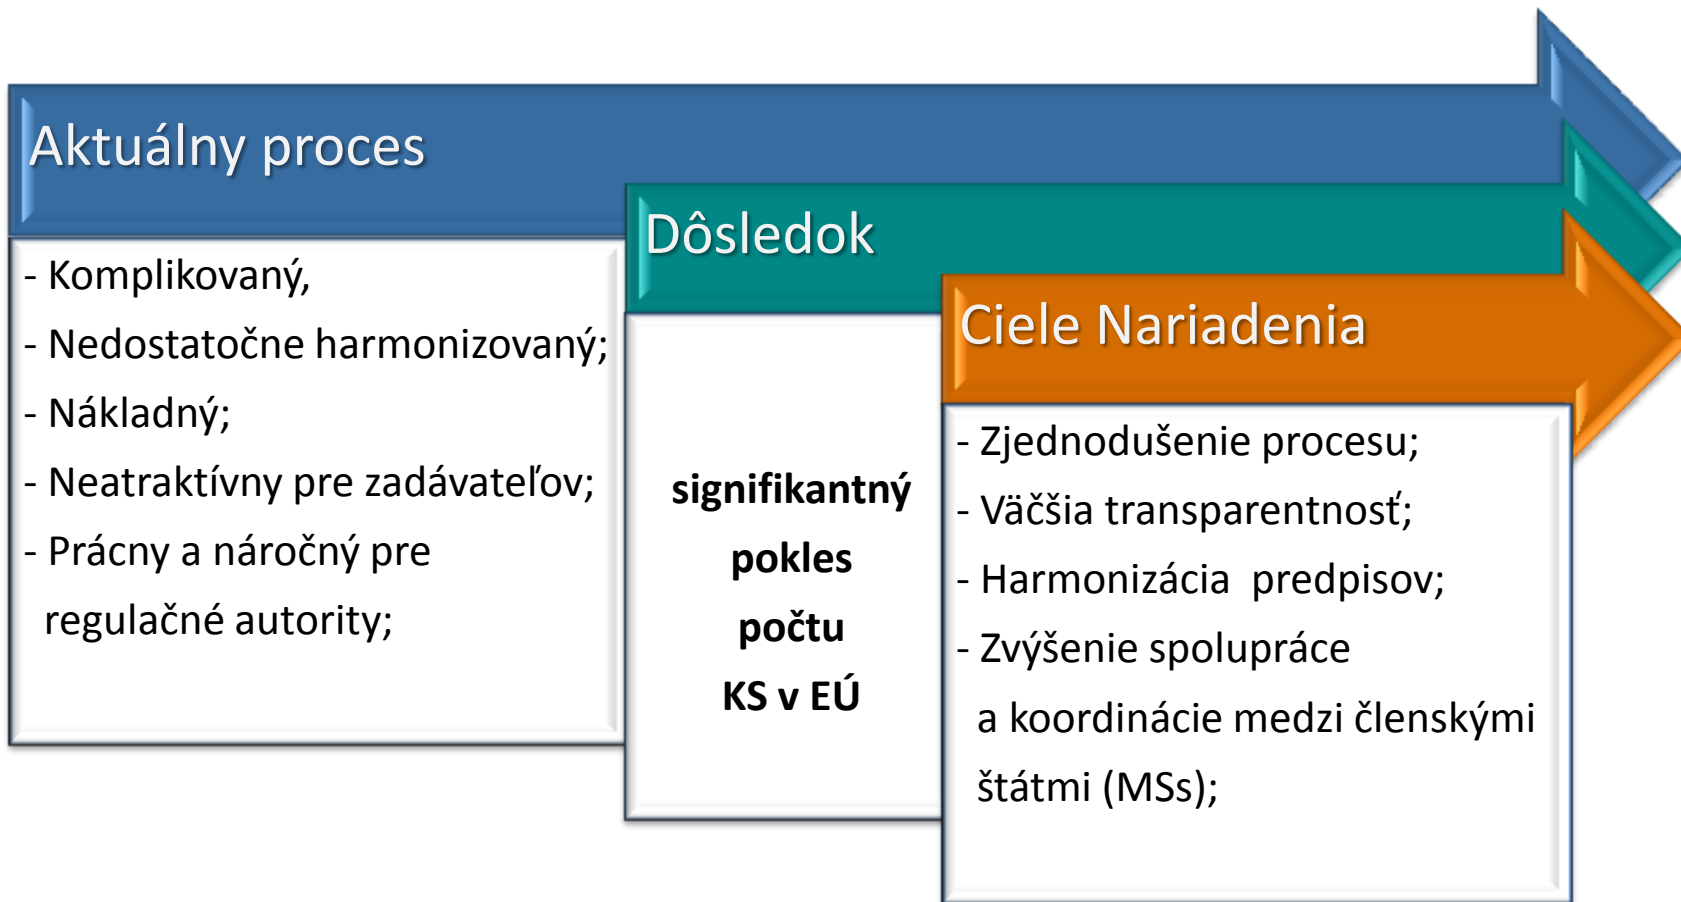 Aktuálny proces
- Komplikovaný,
- Nedostatočne harmonizovaný;
- Nákladný;
- Neatraktívny pre zadávateľov;
- Prácny a náročný pre
regulačné autority;
Dôsledok
signifikantný
pokles
počtu
KS v EÚ
Ciele Nariadenia
- Zjednodušenie procesu;
- Väčšia transparentnosť;
- Harmonizácia  predpisov;
- Zvýšenie spolupráce
a koordinácie medzi členskými
štátmi (MSs);